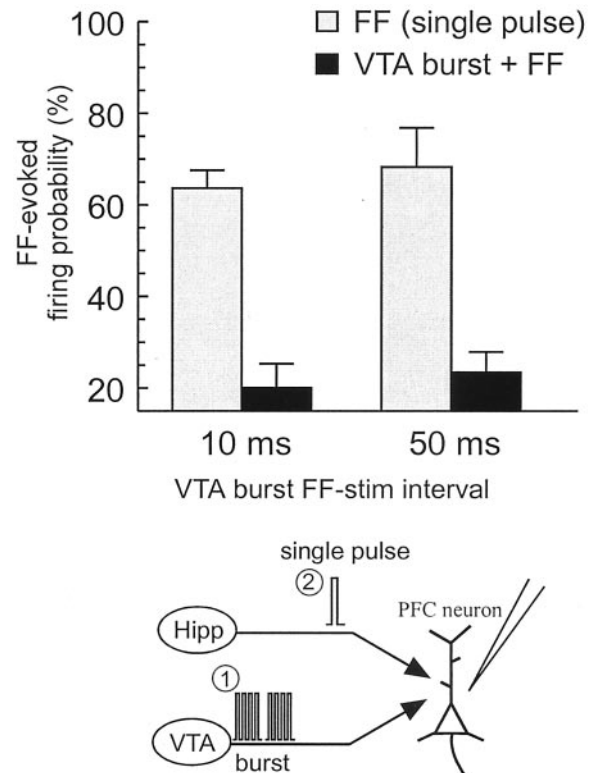 100
80
60
40
20
FF-evoked
firing probability (%)
FF (single pulse)
VTA burst + FF
10 ms
50 ms
VTA burst FF-stim interval
single pulse
2
PFC neuron
Hipp
1
VTA
burst